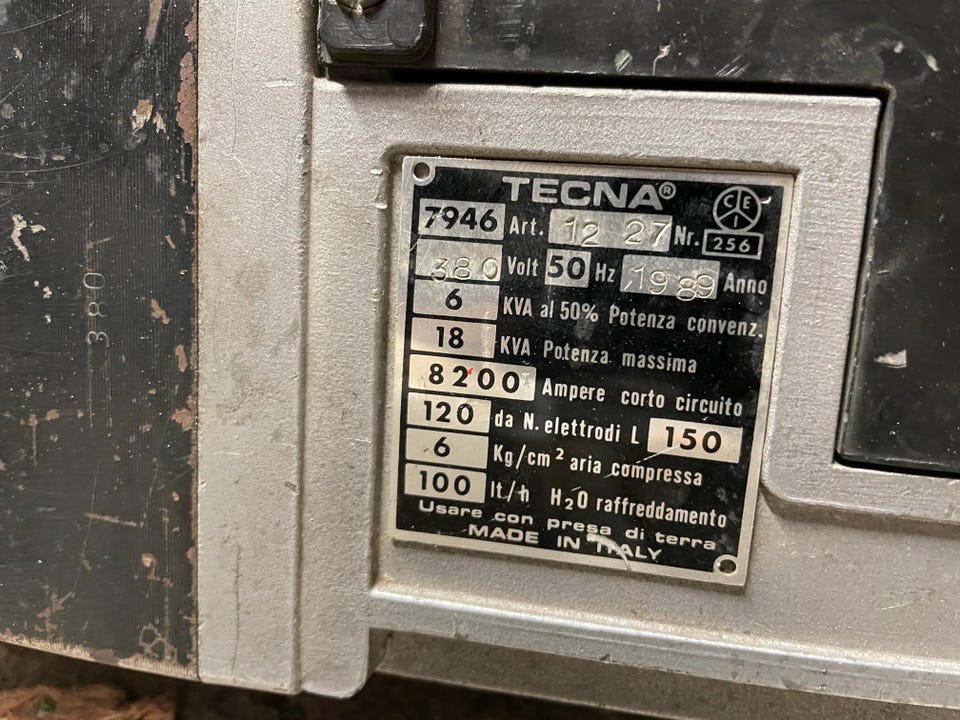 TECNA®
CEI
256
7946 Art. 12 27 Nr.
380 Volt 50 Hz 1989 Anno
6 KVA al 50% Potenza convenz.
18 KVA Potenza massima
8200 Ampere corto circuito
120 da N. elettrodi L 150
6 Kg/cm² aria compressa
100 lt./h H₂O raffreddamento
Usare con presa di terra
MADE IN ITALY
380